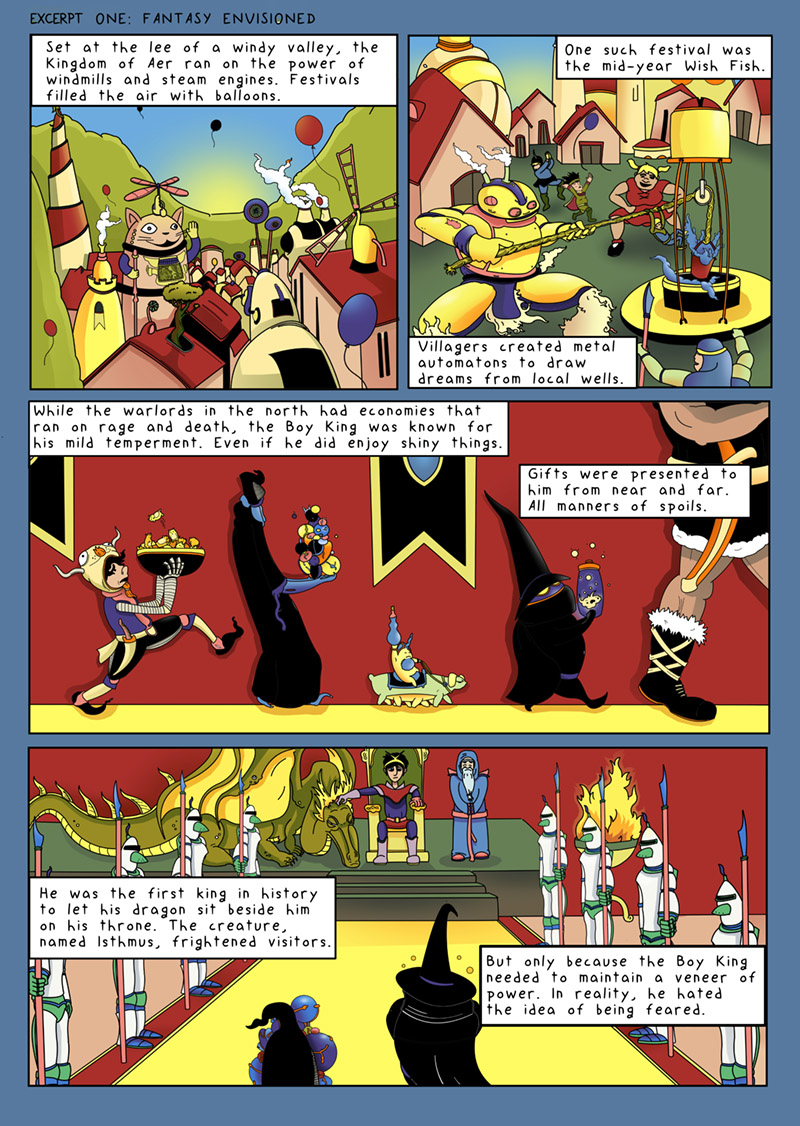 EXCERPT ONE: FANTASY ENVISIONED
Set at the lee of a windy valley, the
Kingdom of Aer ran on the power of
windmills and steam engines. Festivals
filled the air with balloons.
One such festival was
the mid-year Wish Fish.
Villagers created metal
automatons to draw
dreams from local wells.
While the warlords in the north had economies that
ran on rage and death, the Boy King was known for
his mild temperment. Even if he did enjoy shiny things.
Gifts were presented to
him from near and far.
All manners of spoils.
He was the first king in history
to let his dragon sit beside him
on his throne. The creature,
named Isthmus, frightened visitors.
But only because the Boy King
needed to maintain a veneer of
power. In reality, he hated
the idea of being feared.